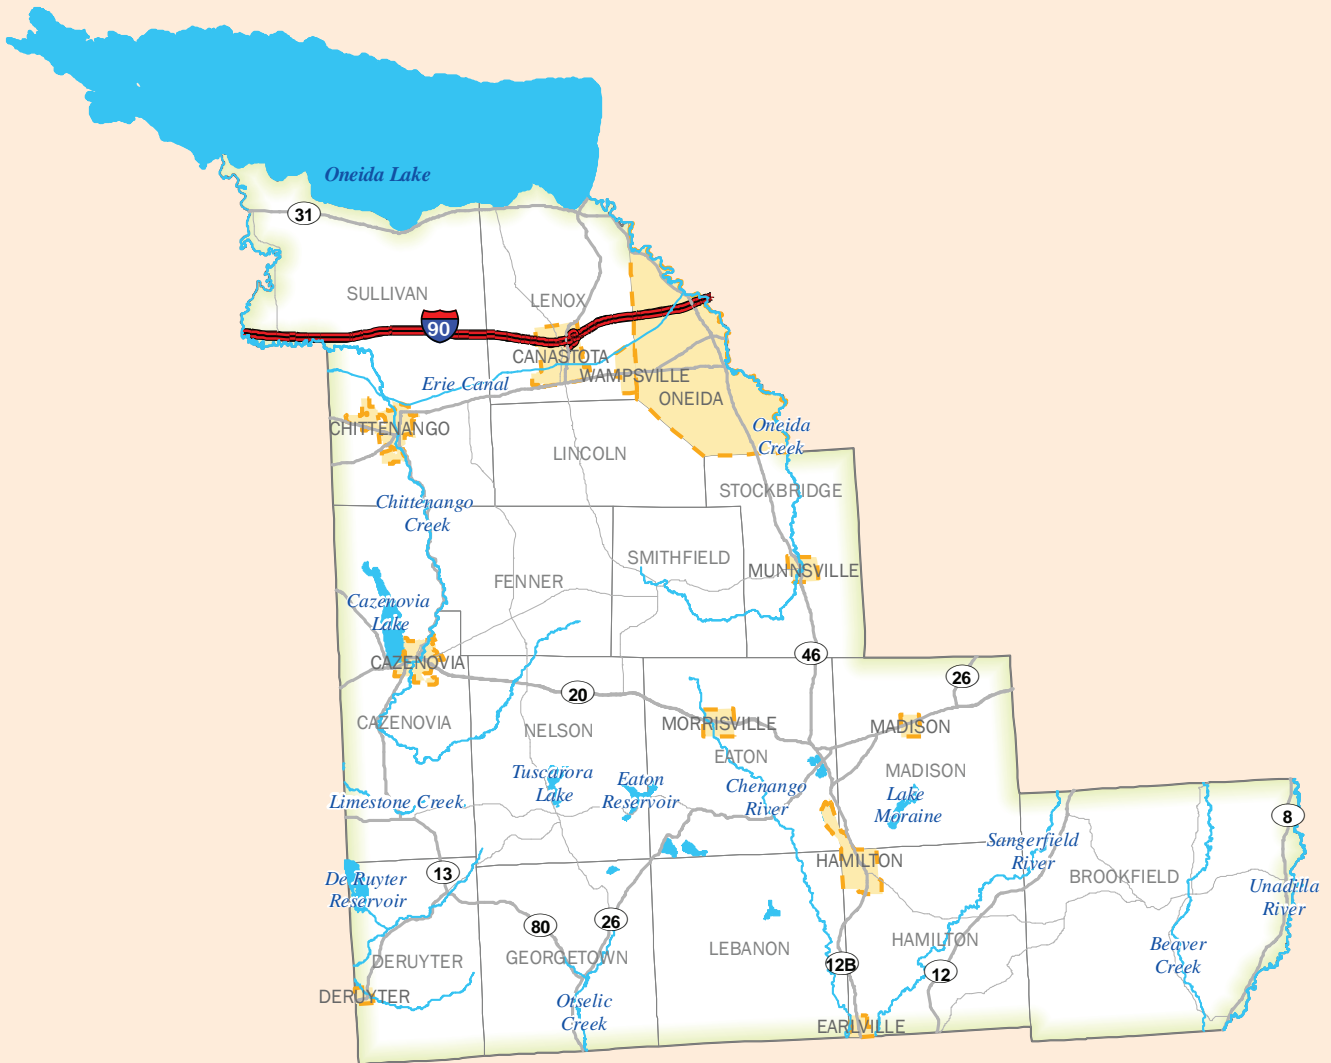 Oneida Lake
31
SULLIVAN
LENOX
90
CANASTOTA
WAMPSVILLE
Erie Canal
ONEIDA
CHITTENANGO
Oneida
Creek
LINCOLN
STOCKBRIDGE
Chittenango
Creek
SMITHFIELD
MUNNSVILLE
FENNER
Cazenovia
Lake
CAZENOVIA
46
26
20
CAZENOVIA
NELSON
MORRISVILLE
MADISON
EATON
MADISON
Tuscarora
Lake
Eaton
Reservoir
Chenango
River
Lake
Moraine
Limestone Creek
8
Sangerfield
River
HAMILTON
13
De Ruyter
Reservoir
BROOKFIELD
Unadilla
River
80
26
GEORGETOWN
LEBANON
HAMILTON
Beaver
Creek
DERUYTER
12B
12
DERUYTER
Otselic
Creek
EARLVILLE